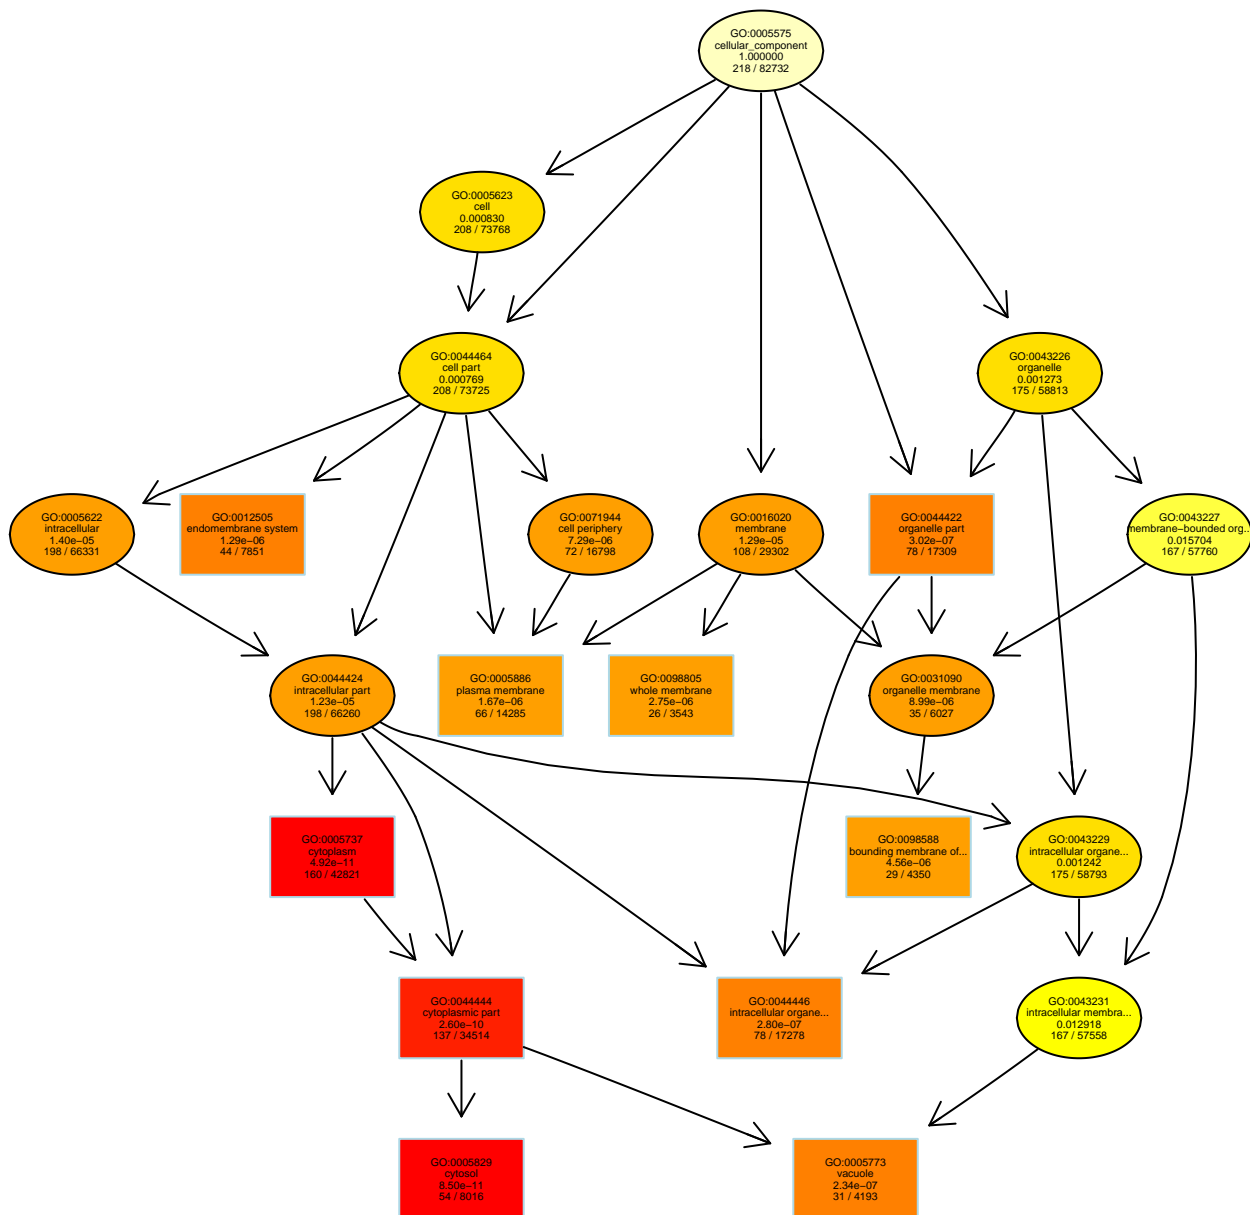 GO:0005575
cellular_component
1.000000
218 / 82732
GO:0005623
cell
0.000830
208 / 73768
GO:0044464
cell part
0.000769
208 / 73725
GO:0043226
organelle
0.001273
175 / 58813
GO:0005622
intracellular
1.40e−05
198 / 66331
GO:0012505
endomembrane system
1.29e−06
44 / 7851
GO:0071944
cell periphery
7.29e−06
72 / 16798
GO:0016020
membrane
1.29e−05
108 / 29302
GO:0044422
organelle part
3.02e−07
78 / 17309
GO:0043227
membrane−bounded org...
0.015704
167 / 57760
GO:0044424
intracellular part
1.23e−05
198 / 66260
GO:0005886
plasma membrane
1.67e−06
66 / 14285
GO:0098805
whole membrane
2.75e−06
26 / 3543
GO:0031090
organelle membrane
8.99e−06
35 / 6027
GO:0005737
cytoplasm
4.92e−11
160 / 42821
GO:0098588
bounding membrane of...
4.56e−06
29 / 4350
GO:0043229
intracellular organe...
0.001242
175 / 58793
GO:0044444
cytoplasmic part
2.60e−10
137 / 34514
GO:0044446
intracellular organe...
2.80e−07
78 / 17278
GO:0043231
intracellular membra...
0.012918
167 / 57558
GO:0005829
cytosol
8.50e−11
54 / 8016
GO:0005773
vacuole
2.34e−07
31 / 4193